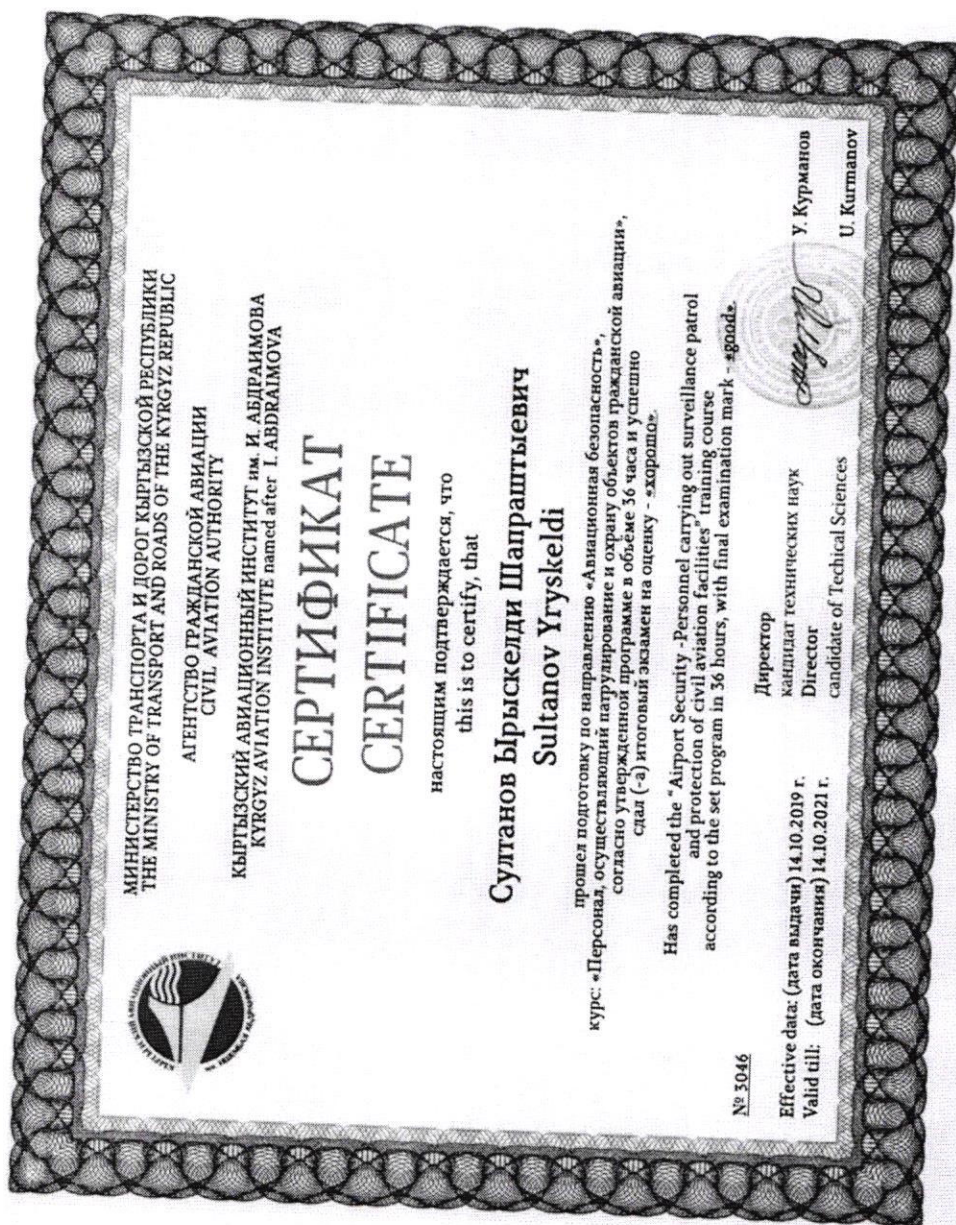 МИНИСТЕРСТВО ТРАНСПОРТА И ДОРОГ КЫРГЫЗСКОЙ РЕСПУБЛИКИ
THE MINISTRY OF TRANSPORT AND ROADS OF THE KYRGYZ REPUBLIC
АГЕНТСТВО ГРАЖДАНСКОЙ АВИАЦИИ
CIVIL AVIATION AUTHORITY
КЫРГЫЗСКИЙ АВИАЦИОННЫЙ ИНСТИТУТ им. И. АБДРАИМОВА
KYRGYZ AVIATION INSTITUTE named after I. ABDRAIMOVA
СЕРТИФИКАТ
CERTIFICATE
настоящим подтверждается, что
this is to certify, that
Султанов Ырыскелди Шапраштыевич
Sultanov Yryskeldi
прошел подготовку по направлению «Авиационная безопасность»,
курс: «Персонал, осуществляющий патрулирование и охрану объектов гражданской авиации»,
согласно утвержденной программе в объёме 36 часа и успешно
сдал (-а) итоговый экзамен на оценку - «хорошо».
Has completed the "Airport Security -Personnel carrying out surveillance patrol
and protection of civil aviation facilities" training course
according to the set program in 36 hours, with final examination mark - «good».
№ 3046
Effective data: (дата выдачи) 14.10.2019 г.
Valid till: (дата окончания) 14.10.2021 г.
Директор
кандидат технических наук
Director
candidate of Techical Sciences
У. Курманов
U. Kurmanov